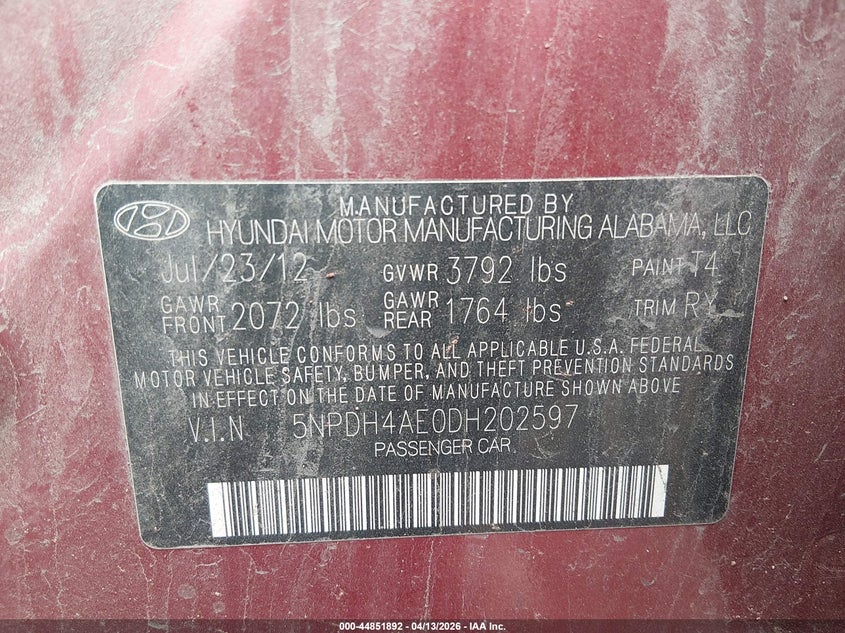 MANUFACTURED BY
HYUNDAI MOTOR MANUFACTURING ALABAMA, LLC
Jul/23/12 GVWR 3792 lbs PAINT T4
GAWR FRONT 2072 lbs GAWR REAR 1764 lbs TRIM RY
THIS VEHICLE CONFORMS TO ALL APPLICABLE U.S.A. FEDERAL
MOTOR VEHICLE SAFETY, BUMPER, AND THEFT PREVENTION STANDARDS
IN EFFECT ON THE DATE OF MANUFACTURE SHOWN ABOVE
V.I.N 5NPDH4AE0DH202597
PASSENGER CAR
000-44851892 - 04/13/2026 - IAA Inc.